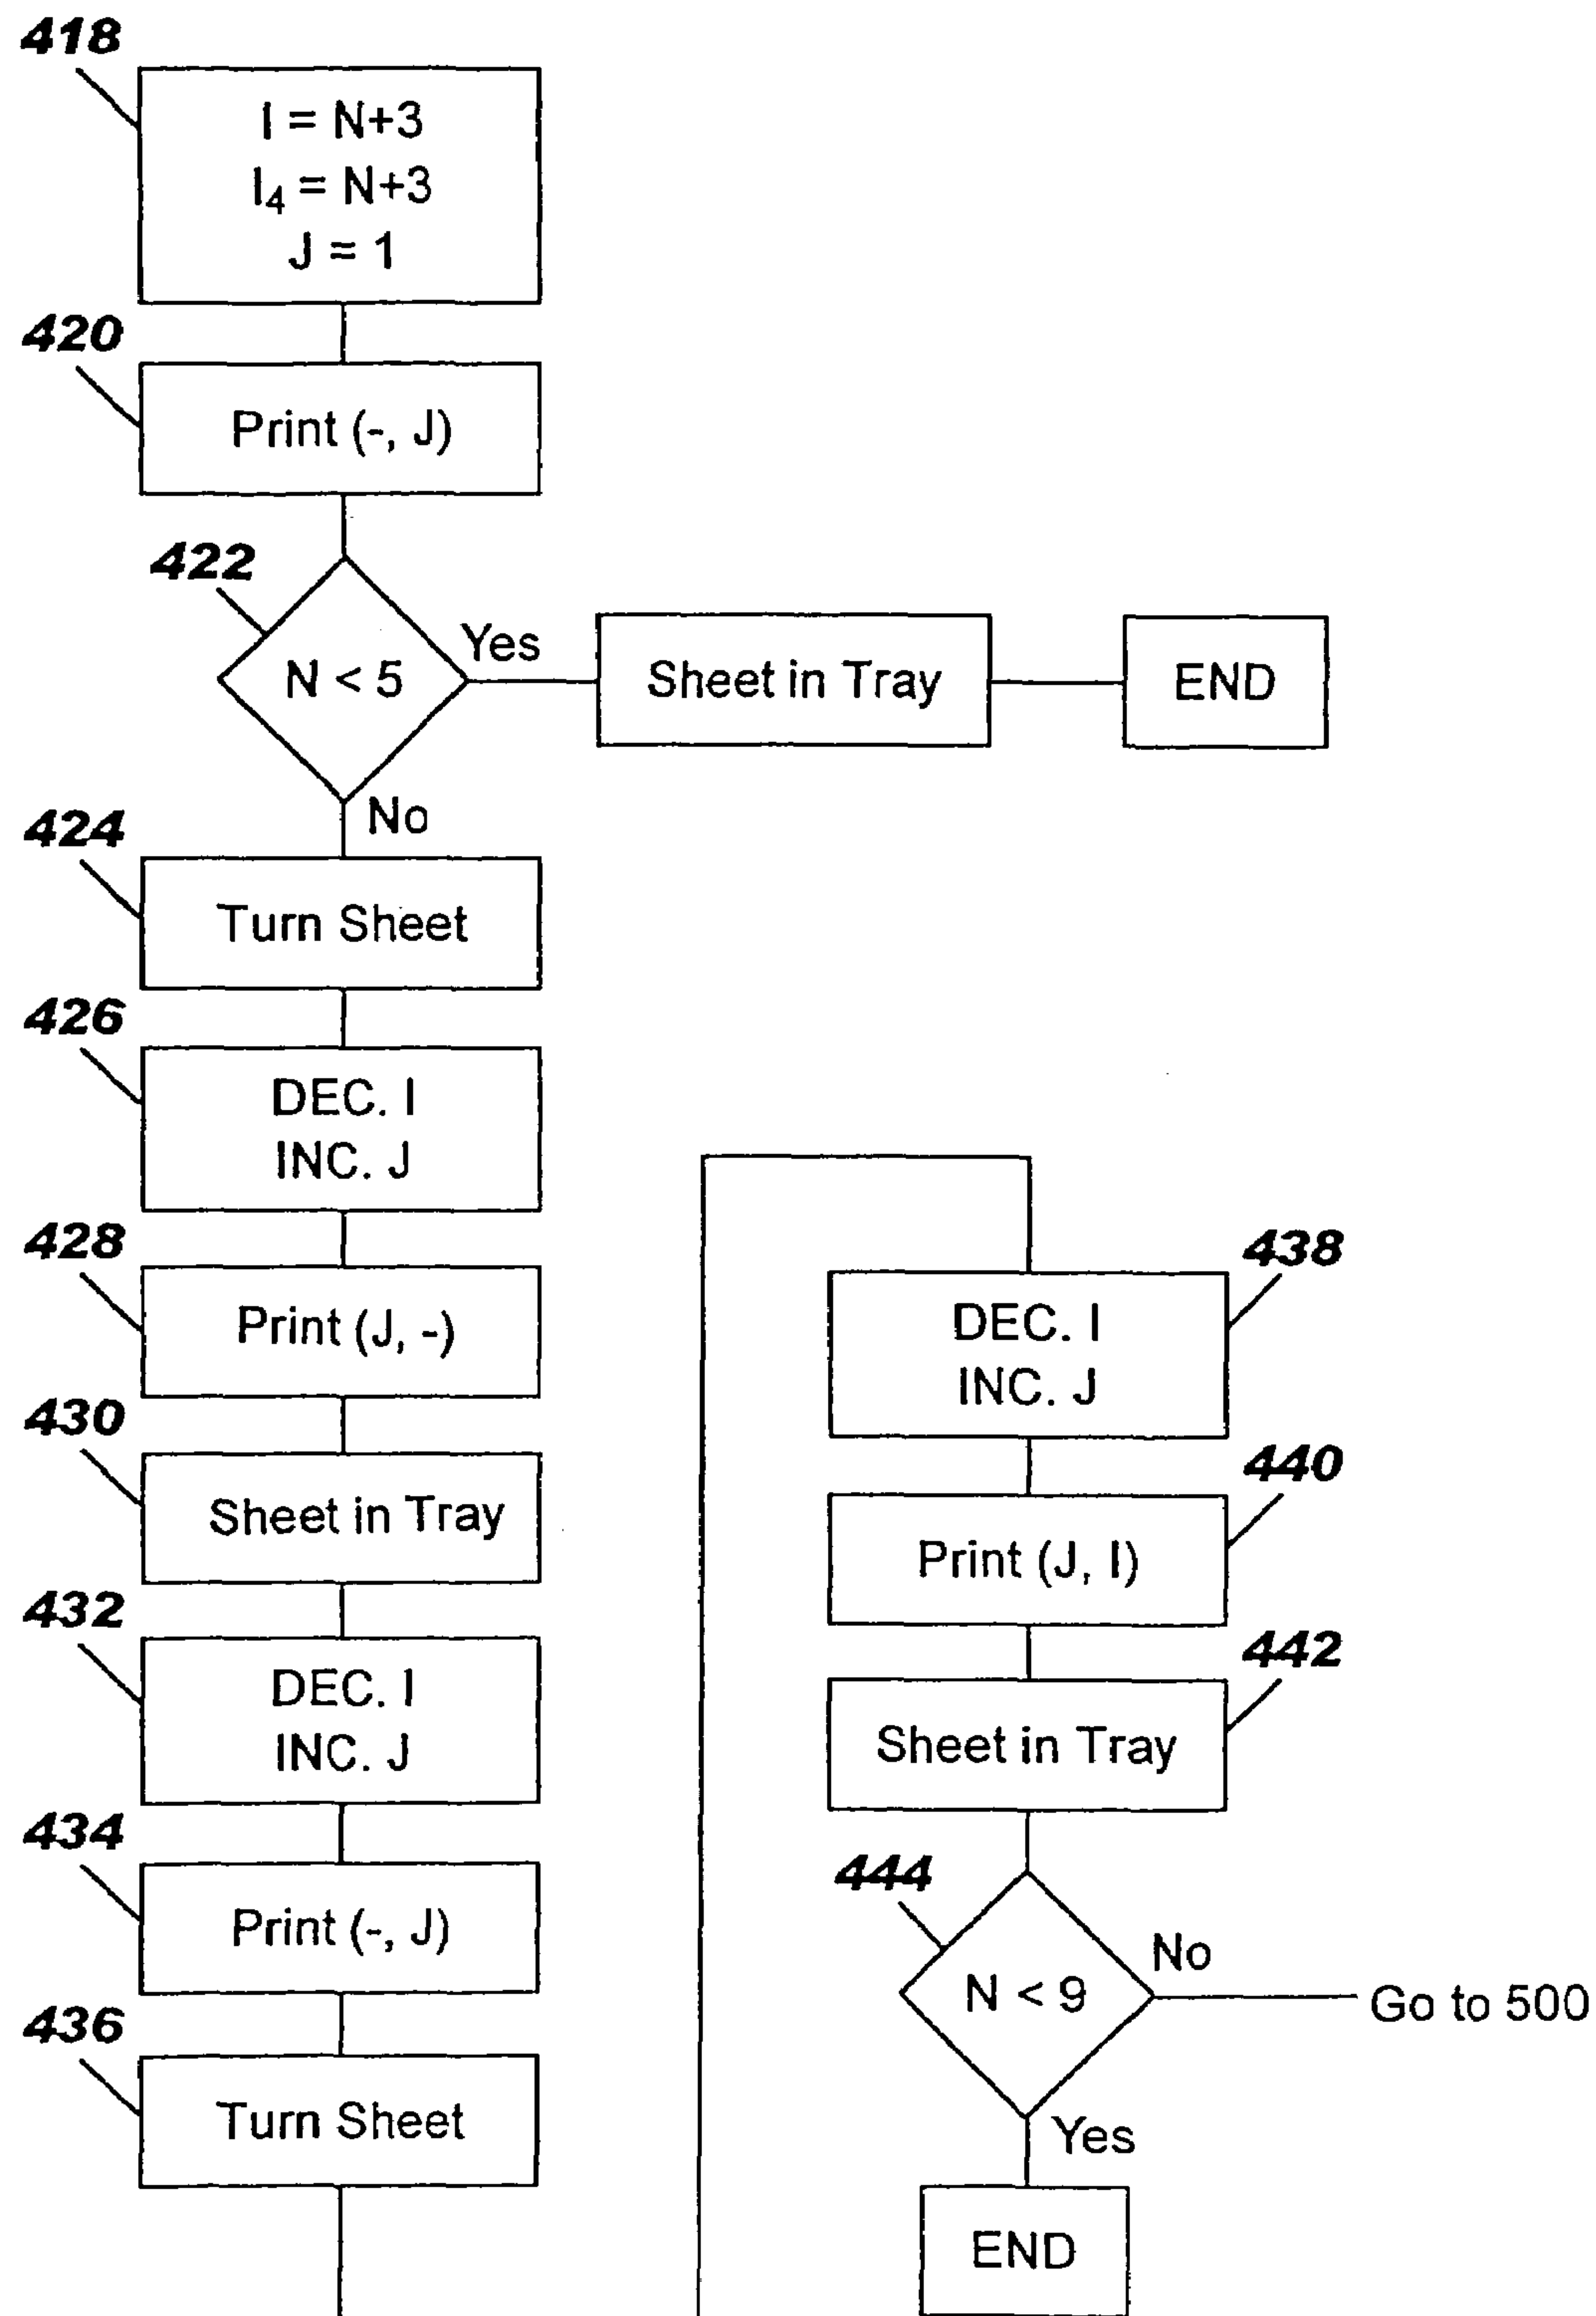 418
I = N+3
I₄ = N+3
J = 1
420
Print (-, J)
422
N < 5
Yes
Sheet in Tray
END
No
424
Turn Sheet
426
DEC. I
INC. J
428
Print (J, -)
430
Sheet in Tray
432
DEC. I
INC. J
434
Print (-, J)
436
Turn Sheet
438
DEC. I
INC. J
440
Print (J, I)
442
Sheet in Tray
444
N < 9
No
Go to 500
Yes
END